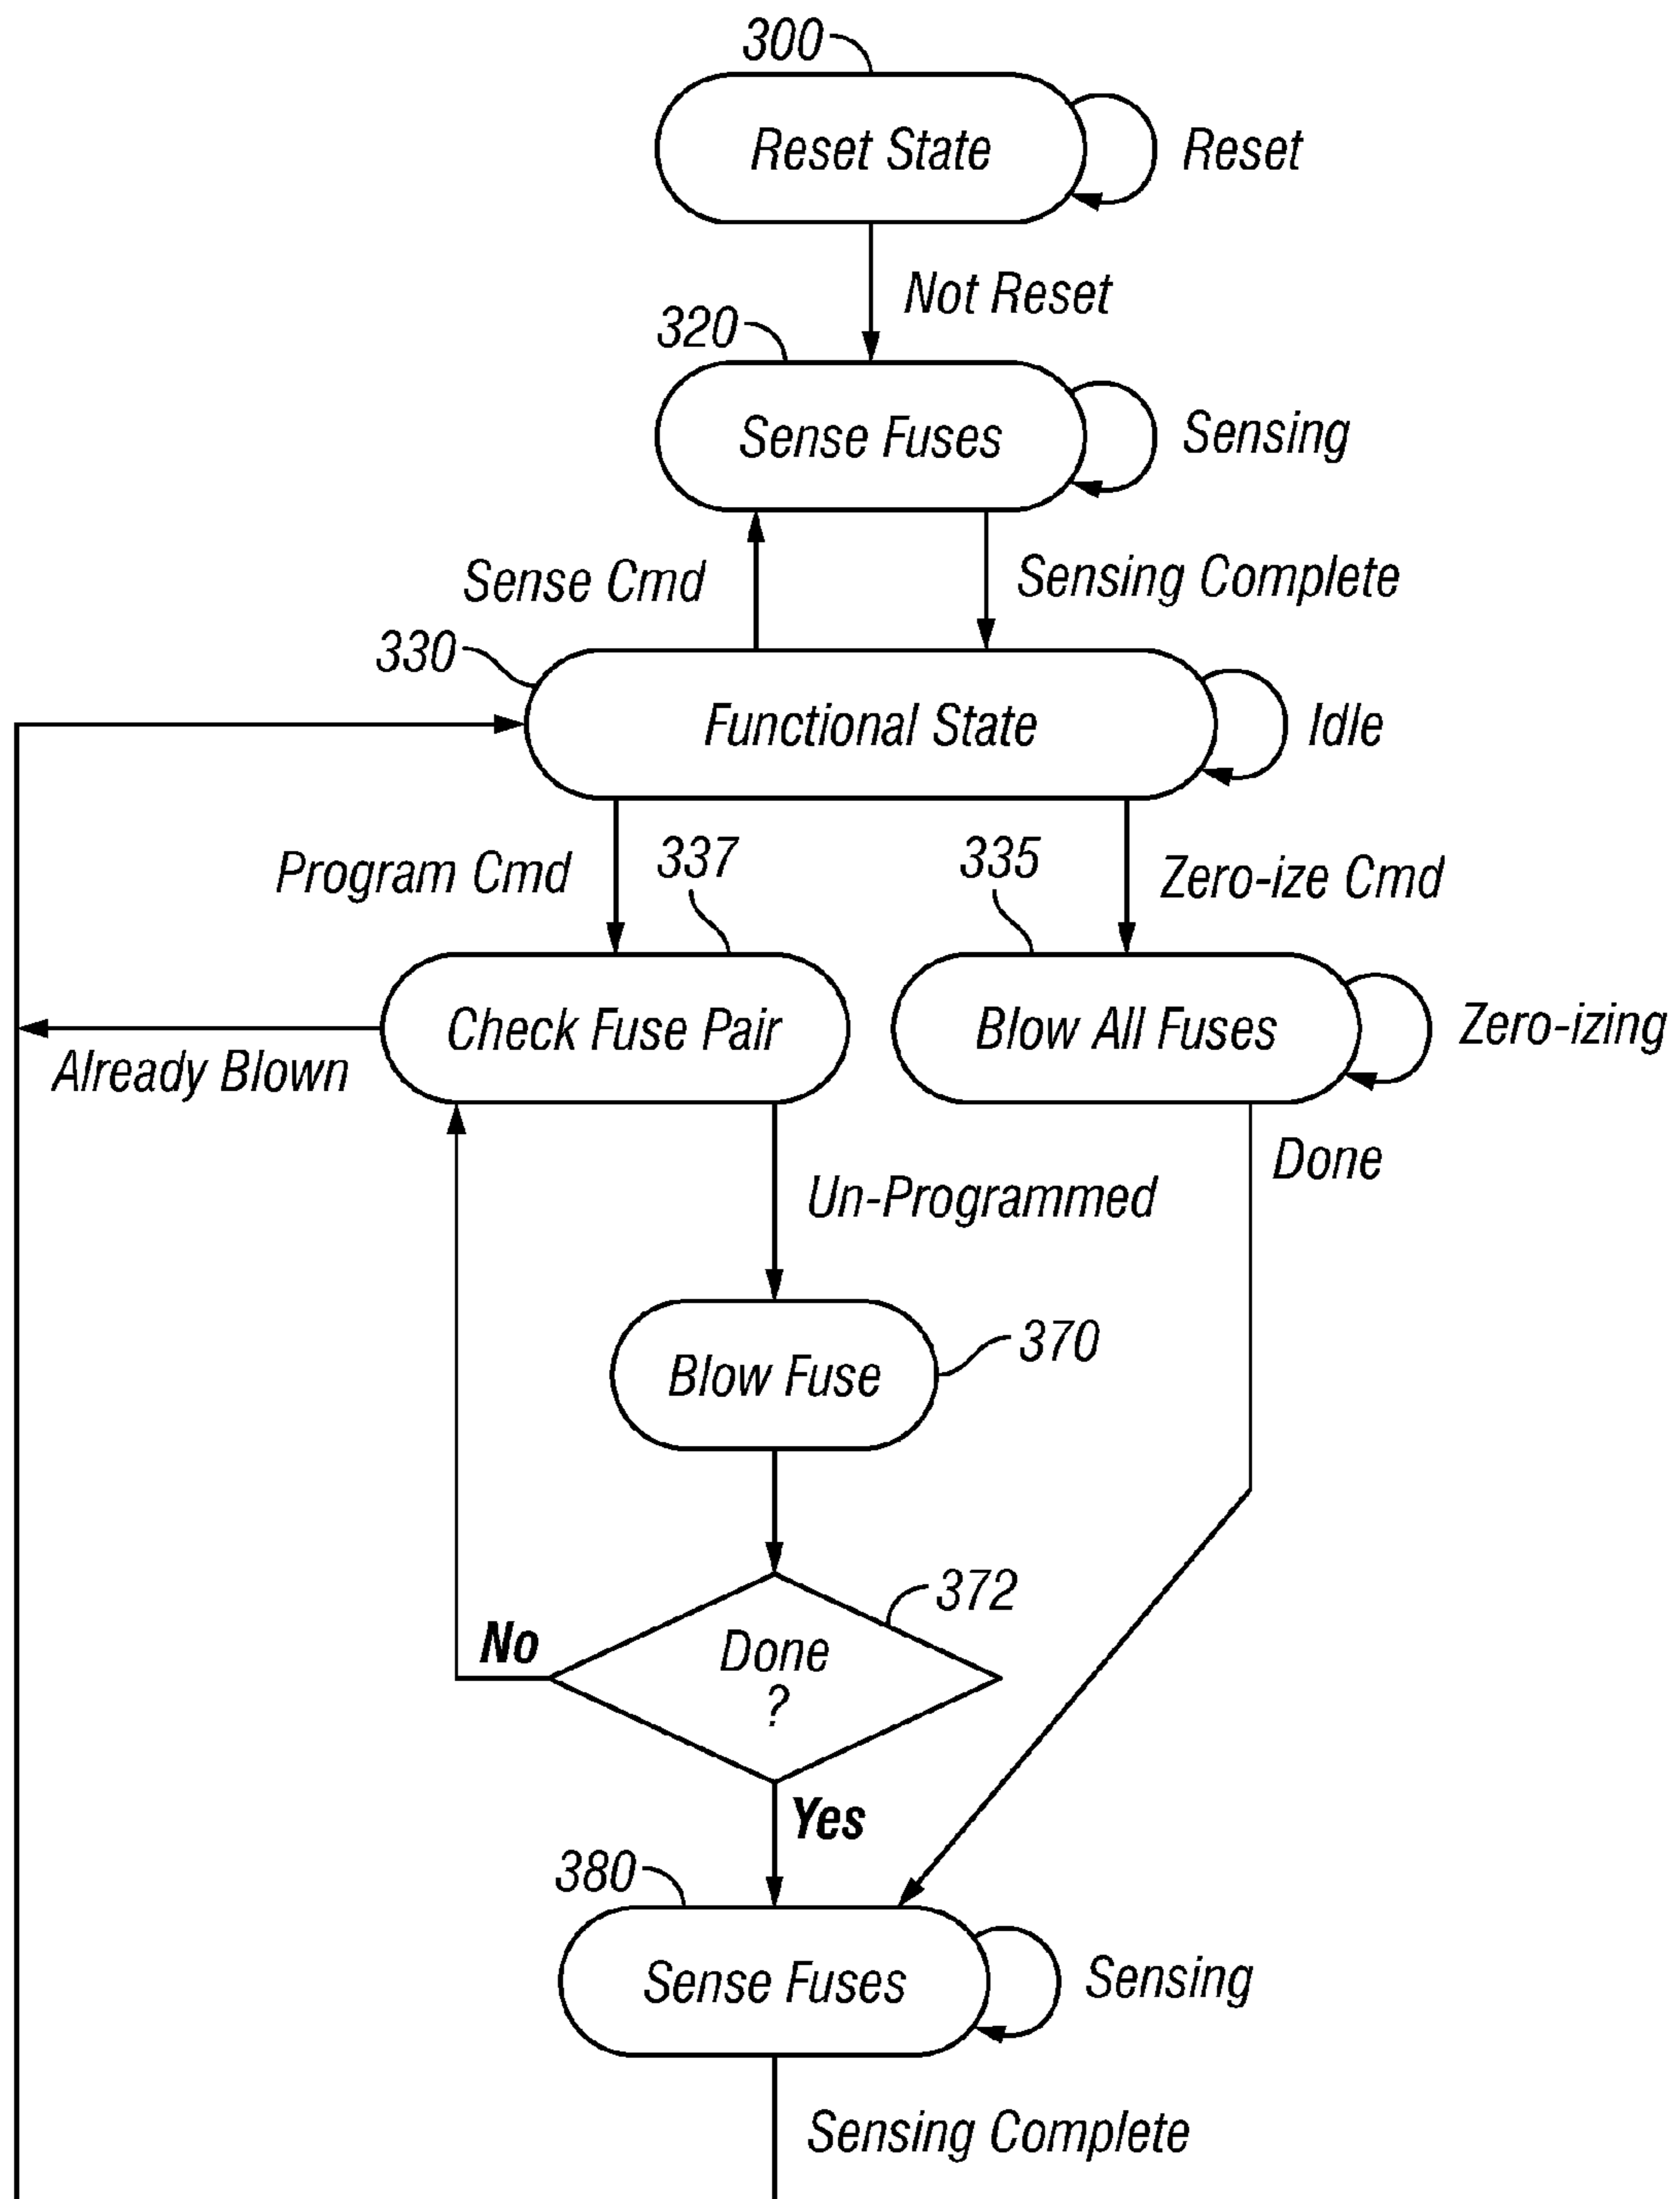 300
Reset State
Reset
Not Reset
320
Sense Fuses
Sensing
Sense Cmd
Sensing Complete
330
Functional State
Idle
Program Cmd
337
335
Zero-ize Cmd
Check Fuse Pair
Blow All Fuses
Zero-izing
Already Blown
Done
Un-Programmed
370
Blow Fuse
372
No
Done
?
Yes
380
Sense Fuses
Sensing
Sensing Complete